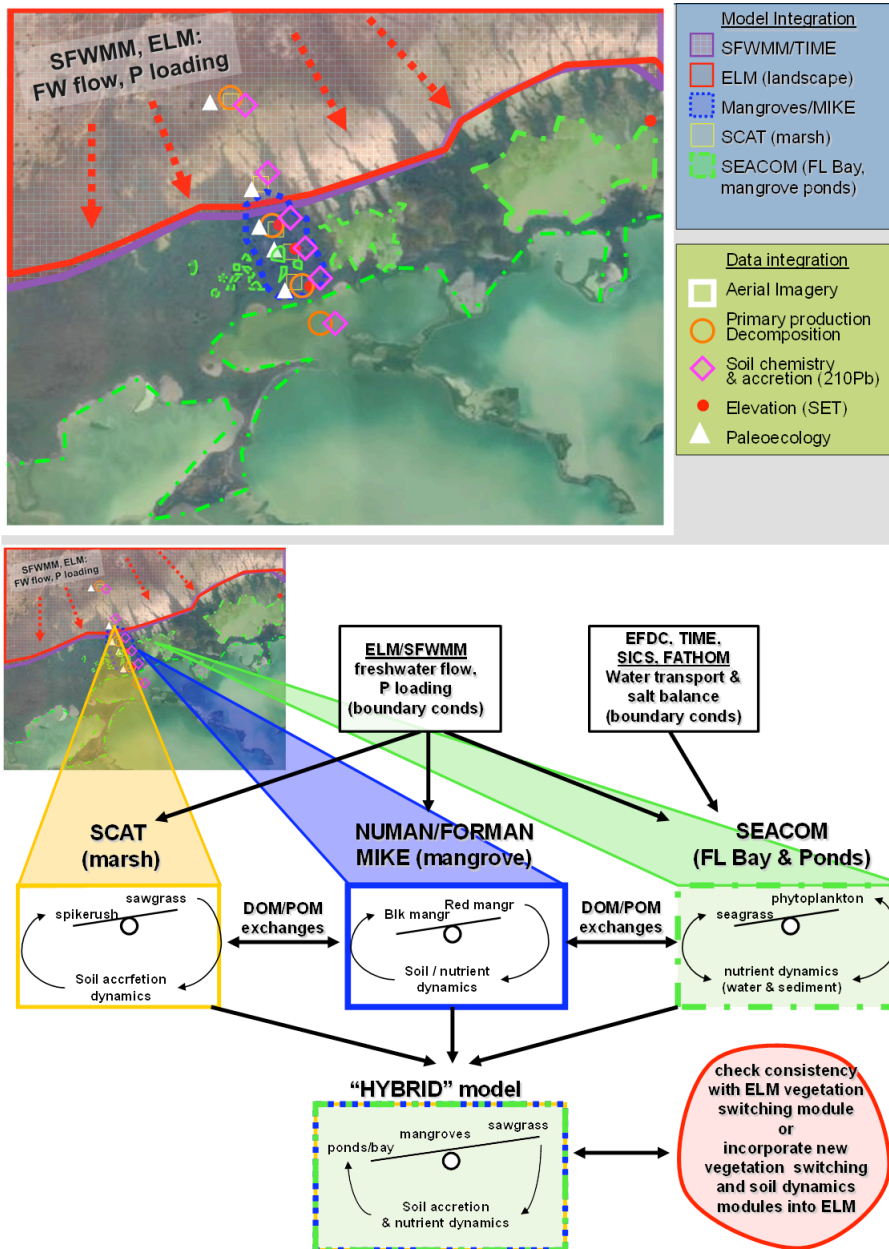 SFWMM, ELM:
FW flow, P loading
Model Integration
SFWMM/TIME
ELM (landscape)
Mangroves/MIKE
SCAT (marsh)
SEACOM (FL Bay,
mangrove ponds)
Data integration
Aerial Imagery
Primary production
Decomposition
Soil chemistry
& accretion (210Pb)
Elevation (SET)
Paleoecology
SFWMM, ELM:
FW flow, P loading
ELM/SFWMM
freshwater flow,
P loading
(boundary conds)
EFDC, TIME,
SICS, FATHOM
Water transport &
salt balance
(boundary conds)
SCAT
(marsh)
NUMAN/FORMAN
MIKE (mangrove)
SEACOM
(FL Bay & Ponds)
sawgrass
spikerush
Soil accrfetion
dynamics
DOM/POM
exchanges
Red mangr
Blk mangr
Soil / nutrient
dynamics
DOM/POM
exchanges
phytoplankton
seagrass
nutrient dynamics
(water & sediment)
“HYBRID” model
sawgrass
mangroves
ponds/bay
Soil accretion
& nutrient dynamics
check consistency
with ELM vegetation
switching module
or
incorporate new
vegetation switching
and soil dynamics
modules into ELM